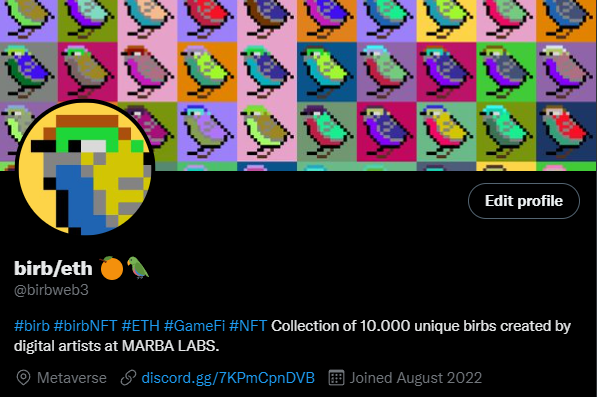 Edit profile
birb/eth 🍊🦜
@birbweb3
#birb #birbNFT #ETH #GameFi #NFT Collection of 10.000 unique birbs created by
digital artists at MARBA LABS.
Metaverse discord.gg/7KPmCpnDVB Joined August 2022